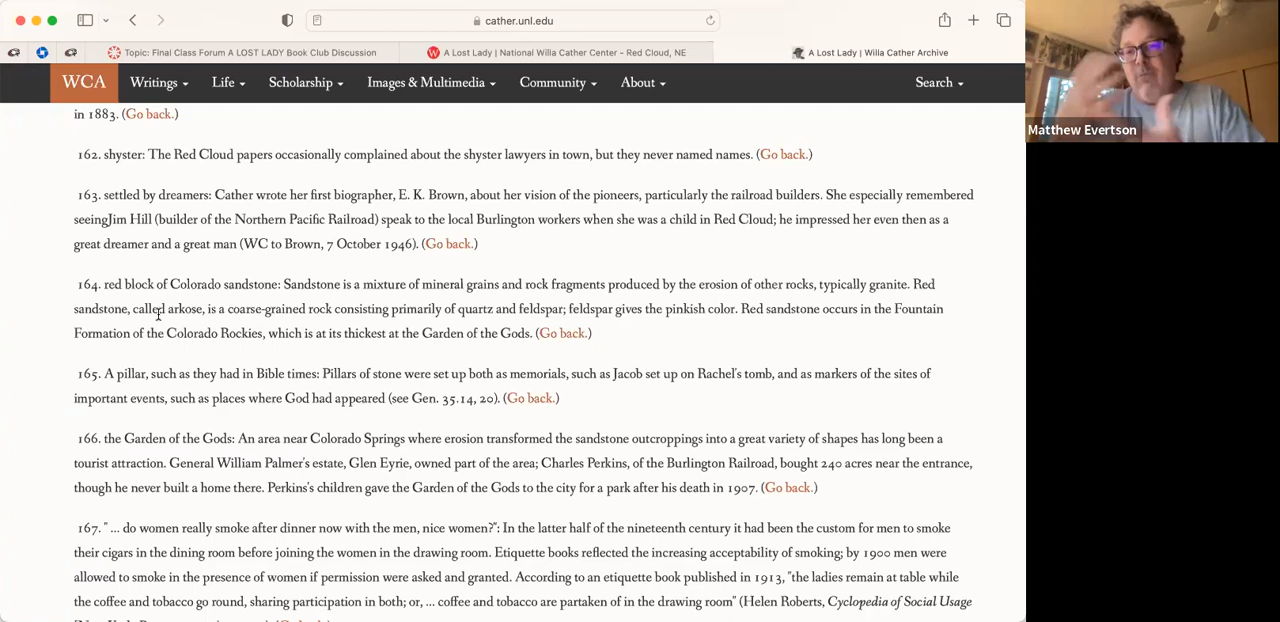 cather.unl.edu
Topic: Final Class Forum A LOST LADY Book Club Discussion
A Lost Lady | National Willa Cather Center - Red Cloud, NE
A Lost Lady | Willa Cather Archive
WCA Writings Life Scholarship Images & Multimedia Community About Search
Matthew Evertson
in 1883. (Go back.)
162. shyster: The Red Cloud papers occasionally complained about the shyster lawyers in town, but they never named names. (Go back.)
163. settled by dreamers: Cather wrote her first biographer, E. K. Brown, about her vision of the pioneers, particularly the railroad builders. She especially remembered
seeingJim Hill (builder of the Northern Pacific Railroad) speak to the local Burlington workers when she was a child in Red Cloud; he impressed her even then as a
great dreamer and a great man (WC to Brown, 7 October 1946). (Go back.)
164. red block of Colorado sandstone: Sandstone is a mixture of mineral grains and rock fragments produced by the erosion of other rocks, typically granite. Red
sandstone, called arkose, is a coarse-grained rock consisting primarily of quartz and feldspar; feldspar gives the pinkish color. Red sandstone occurs in the Fountain
Formation of the Colorado Rockies, which is at its thickest at the Garden of the Gods. (Go back.)
165. A pillar, such as they had in Bible times: Pillars of stone were set up both as memorials, such as Jacob set up on Rachel's tomb, and as markers of the sites of
important events, such as places where God had appeared (see Gen. 35.14, 20). (Go back.)
166. the Garden of the Gods: An area near Colorado Springs where erosion transformed the sandstone outcroppings into a great variety of shapes has long been a
tourist attraction. General William Palmer's estate, Glen Eyrie, owned part of the area; Charles Perkins, of the Burlington Railroad, bought 240 acres near the entrance,
though he never built a home there. Perkins's children gave the Garden of the Gods to the city for a park after his death in 1907. (Go back.)
167. " ... do women really smoke after dinner now with the men, nice women?": In the latter half of the nineteenth century it had been the custom for men to smoke
their cigars in the dining room before joining the women in the drawing room. Etiquette books reflected the increasing acceptability of smoking; by 1900 men were
allowed to smoke in the presence of women if permission were asked and granted. According to an etiquette book published in 1913, "the ladies remain at table while
the coffee and tobacco go round, sharing participation in both; or, ... coffee and tobacco are partaken of in the drawing room" (Helen Roberts, Cyclopedia of Social Usage